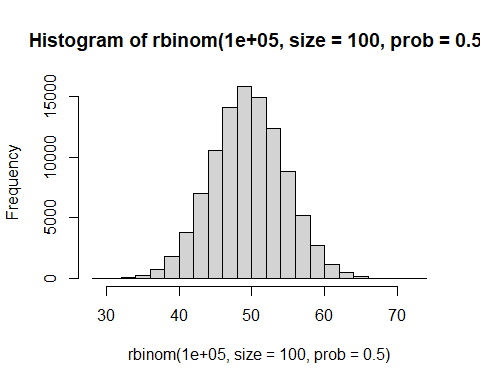 Histogram of rbinom(1e+05, size = 100, prob = 0.5
Frequency
15000
10000
5000
0
30 40 50 60 70
rbinom(1e+05, size = 100, prob = 0.5)